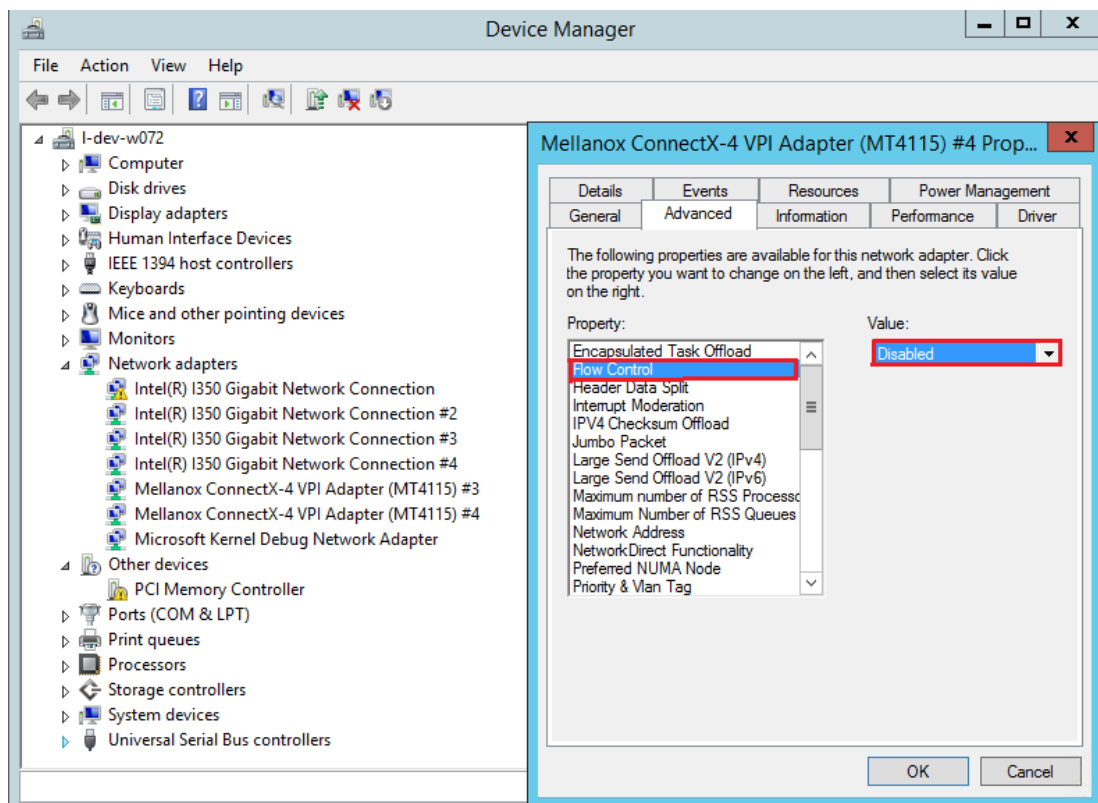 Device Manager
File Action View Help
I-dev-w072
Computer
Disk drives
Display adapters
Human Interface Devices
IEEE 1394 host controllers
Keyboards
Mice and other pointing devices
Monitors
Network adapters
Intel(R) I350 Gigabit Network Connection
Intel(R) I350 Gigabit Network Connection #2
Intel(R) I350 Gigabit Network Connection #3
Intel(R) I350 Gigabit Network Connection #4
Mellanox ConnectX-4 VPI Adapter (MT4115) #3
Mellanox ConnectX-4 VPI Adapter (MT4115) #4
Microsoft Kernel Debug Network Adapter
Other devices
PCI Memory Controller
Ports (COM & LPT)
Print queues
Processors
Storage controllers
System devices
Universal Serial Bus controllers
Mellanox ConnectX-4 VPI Adapter (MT4115) #4 Prop...
Details Events Resources Power Management
General Advanced Information Performance Driver
The following properties are available for this network adapter. Click
the property you want to change on the left, and then select its value
on the right.
Property:
Encapsulated Task Offload
Flow Control
Header Data Split
Interrupt Moderation
IPV4 Checksum Offload
Jumbo Packet
Large Send Offload V2 (IPv4)
Large Send Offload V2 (IPv6)
Maximum number of RSS Processo
Maximum Number of RSS Queues
Network Address
NetworkDirect Functionality
Preferred NUMA Node
Priority & Vlan Tag
Value:
Disabled
OK Cancel